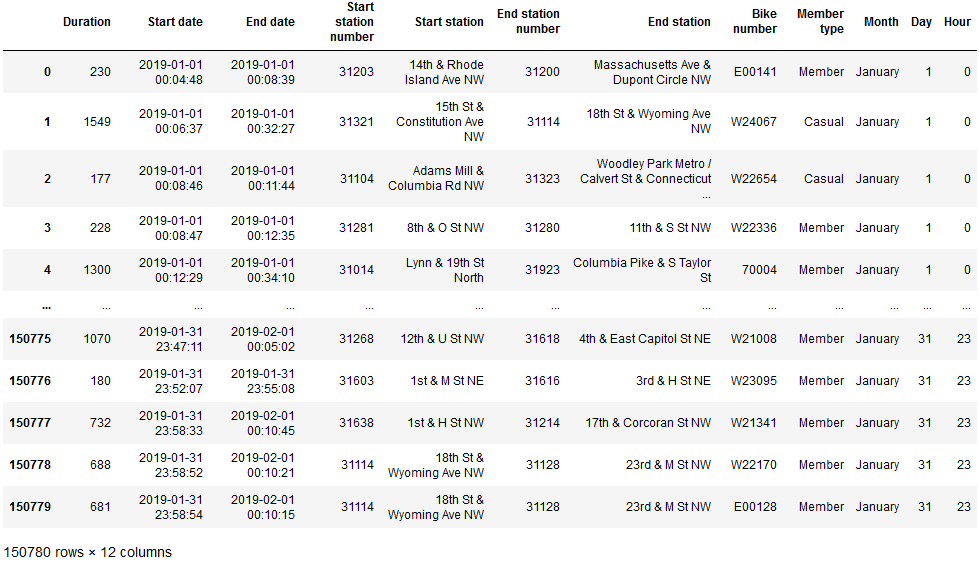 Duration Start date End date Start station number Start station End station number End station Bike number Member type Month Day Hour
0 230 2019-01-01 00:04:48 2019-01-01 00:08:39 31203 14th & Rhode Island Ave NW 31200 Massachusetts Ave & Dupont Circle NW E00141 Member January 1 0
1 1549 2019-01-01 00:06:37 2019-01-01 00:32:27 31321 15th St & Constitution Ave NW 31114 18th St & Wyoming Ave NW W24067 Casual January 1 0
2 177 2019-01-01 00:08:46 2019-01-01 00:11:44 31104 Adams Mill & Columbia Rd NW 31323 Woodley Park Metro / Calvert St & Connecticut ... W22654 Casual January 1 0
3 228 2019-01-01 00:08:47 2019-01-01 00:12:35 31281 8th & O St NW 31280 11th & S St NW W22336 Member January 1 0
4 1300 2019-01-01 00:12:29 2019-01-01 00:34:10 31014 Lynn & 19th St North 31923 Columbia Pike & S Taylor St 70004 Member January 1 0
... ... ... ... ... ... ... ... ... ... ... ... ...
150775 1070 2019-01-31 23:47:11 2019-02-01 00:05:02 31268 12th & U St NW 31618 4th & East Capitol St NE W21008 Member January 31 23
150776 180 2019-01-31 23:52:07 2019-01-31 23:55:08 31603 1st & M St NE 31616 3rd & H St NE W23095 Member January 31 23
150777 732 2019-01-31 23:58:33 2019-02-01 00:10:45 31638 1st & H St NW 31214 17th & Corcoran St NW W21341 Member January 31 23
150778 688 2019-01-31 23:58:52 2019-02-01 00:10:21 31114 18th St & Wyoming Ave NW 31128 23rd & M St NW W22170 Member January 31 23
150779 681 2019-01-31 23:58:54 2019-02-01 00:10:15 31114 18th St & Wyoming Ave NW 31128 23rd & M St NW E00128 Member January 31 23
150780 rows × 12 columns